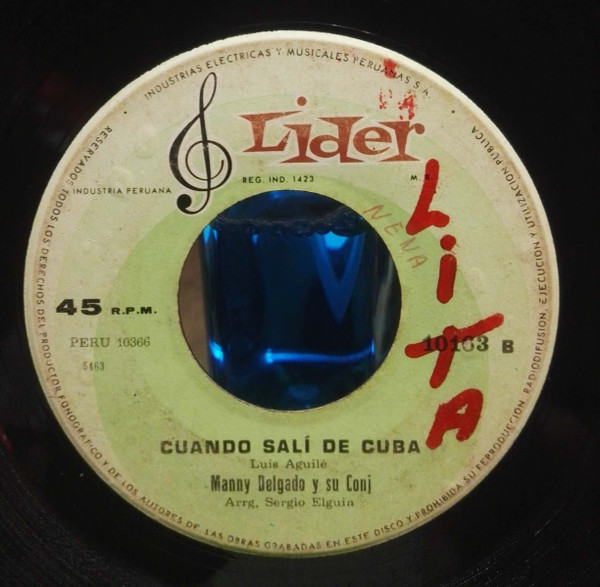 INDUSTRIAS ELECTRICAS Y MUSICALES PERUANAS S.A.
Lider
REG. IND. 1423
INDUSTRIA PERUANA
NENA
LiTA
45 R.P.M.
PERU 10366
5163
10103 B
CUANDO SALÍ DE CUBA
Luis Aguilé
Manny Delgado y su Conj
Arrg, Sergio Elguin
RESERVADOS TODOS LOS DERECHOS DEL PRODUCTOR FONOGRAFICO Y DE LOS AUTORES DE LAS OBRAS GRABADAS EN ESTE DISCO Y PROHIBIDA SU REPRODUCCION, RADIODIFUSION, EJECUCION Y UTILIZACION PUBLICA